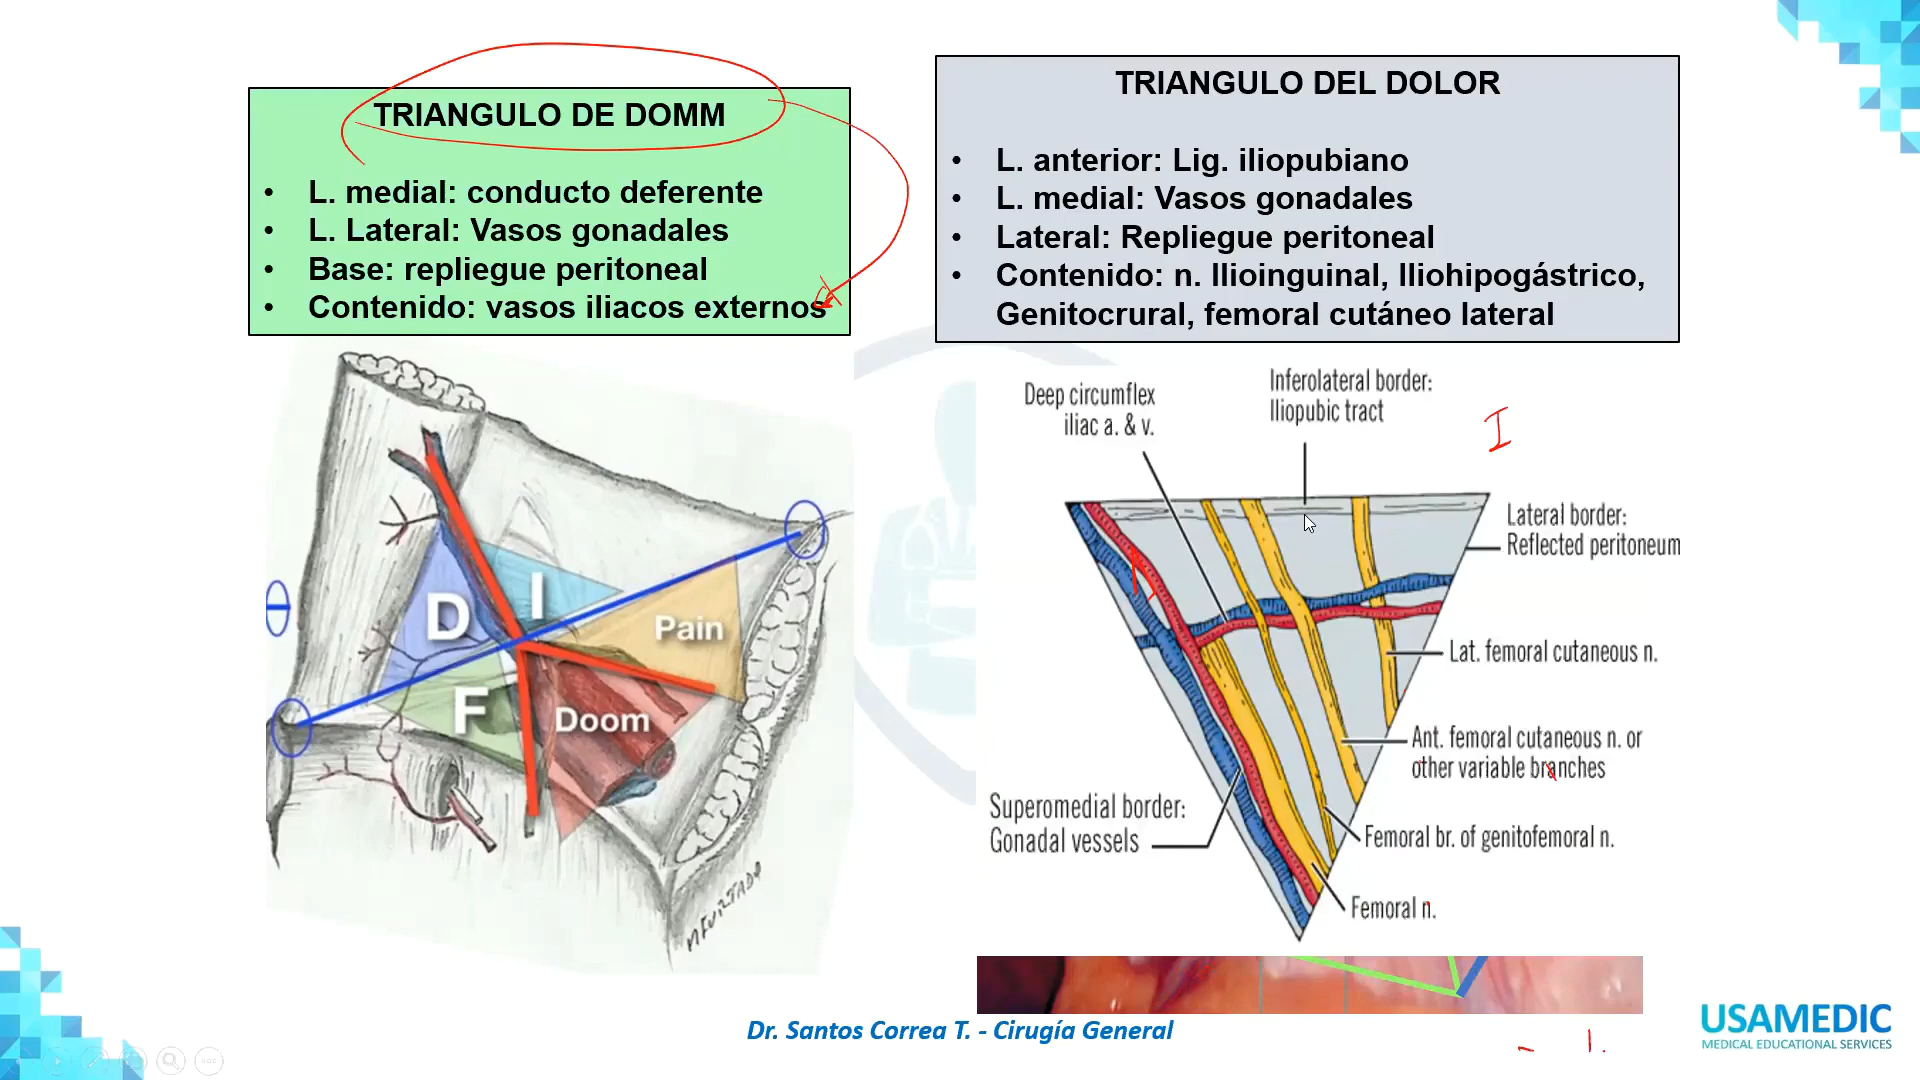 TRIANGULO DE DOMM
• L. medial: conducto deferente
• L. Lateral: Vasos gonadales
• Base: repliegue peritoneal
• Contenido: vasos iliacos externos
TRIANGULO DEL DOLOR
• L. anterior: Lig. iliopubiano
• L. medial: Vasos gonadales
• Lateral: Repliegue peritoneal
• Contenido: n. Ilioinguinal, Iliohipogástrico,
Genitocrural, femoral cutáneo lateral
D
I
Pain
F
Doom
Deep circumflex
iliac a. & v.
Inferolateral border:
Iliopubic tract
I
Lateral border:
Reflected peritoneum
Lat. femoral cutaneous n.
Ant. femoral cutaneous n. or
other variable branches
Superomedial border:
Gonadal vessels
Femoral br. of genitofemoral n.
Femoral n.
Dr. Santos Correa T. - Cirugía General
USAMEDIC
MEDICAL EDUCATIONAL SERVICES